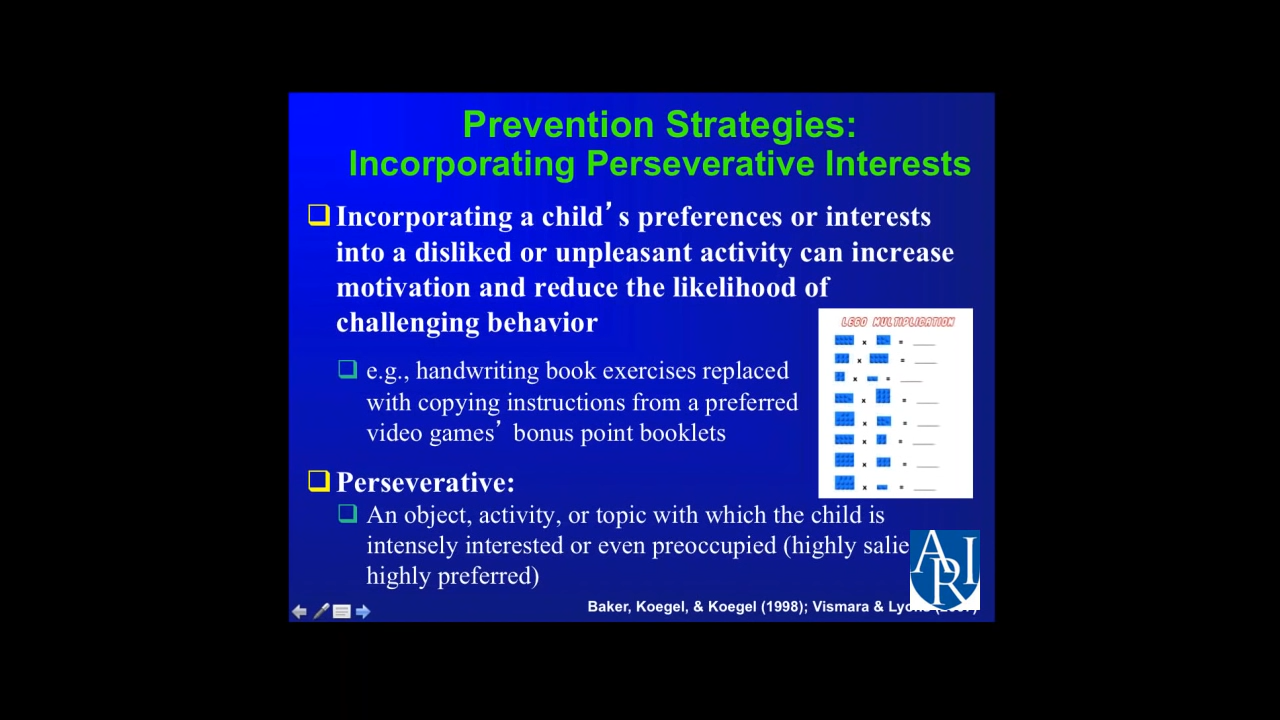 Prevention Strategies:
Incorporating Perseverative Interests
Incorporating a child’s preferences or interests
into a disliked or unpleasant activity can increase
motivation and reduce the likelihood of
challenging behavior
e.g., handwriting book exercises replaced
with copying instructions from a preferred
video games’ bonus point booklets
LEGO MULTIPLICATION
x =
x =
x =
x =
x =
x =
x =
x =
Perseverative:
An object, activity, or topic with which the child is
intensely interested or even preoccupied (highly
highly preferred)
ARI
Baker, Koegel, & Koegel (1998); Vismara &